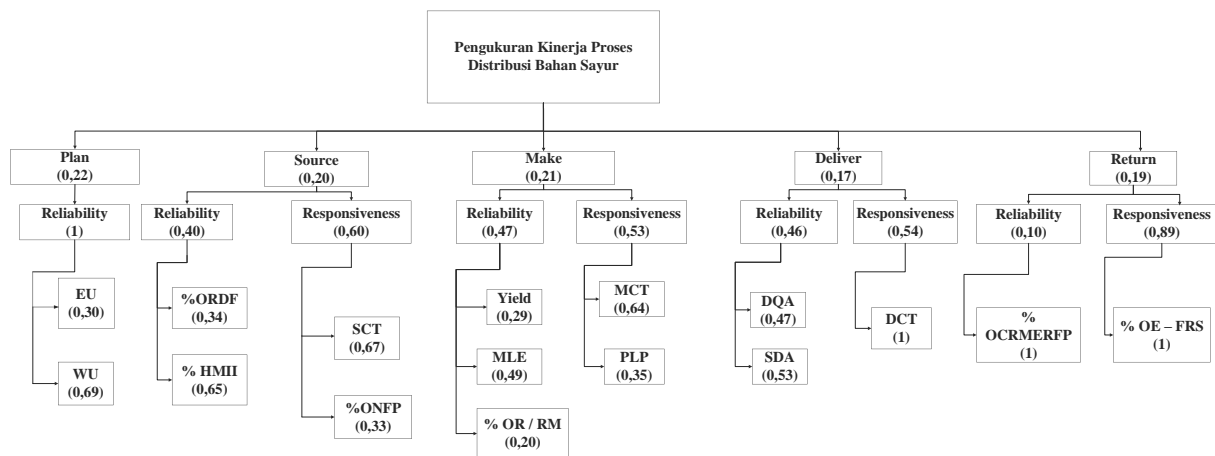 Pengukuran Kinerja Proses
Distribusi Bahan Sayur
Plan
(0,22)
Source
(0,20)
Make
(0,21)
Deliver
(0,17)
Return
(0,19)
Reliability
(1)
Reliability
(0,40)
Responsiveness
(0,60)
Reliability
(0,47)
Responsiveness
(0,53)
Reliability
(0,46)
Responsiveness
(0,54)
Reliability
(0,10)
Responsiveness
(0,89)
EU
(0,30)
WU
(0,69)
%ORDF
(0,34)
% HMII
(0,65)
SCT
(0,67)
%ONFP
(0,33)
Yield
(0,29)
MLE
(0,49)
% OR / RM
(0,20)
MCT
(0,64)
PLP
(0,35)
DQA
(0,47)
SDA
(0,53)
DCT
(1)
%
OCRMERFP
(1)
% OE – FRS
(1)